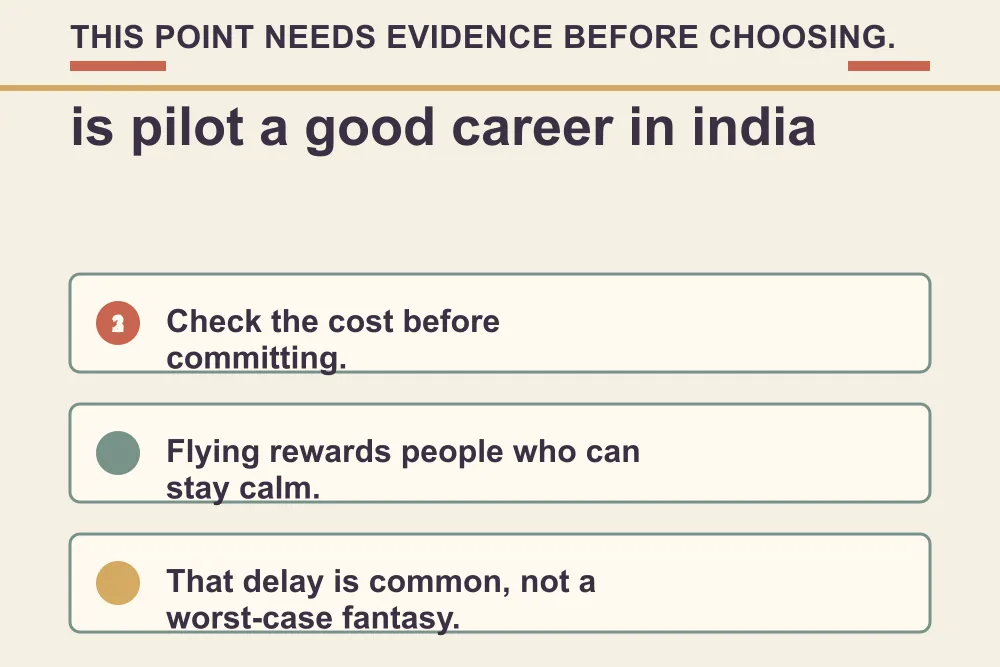 THIS POINT NEEDS EVIDENCE BEFORE CHOOSING.
is pilot a good career in india
Check the cost before
committing.
Flying rewards people who can
stay calm.
That delay is common, not a
worst-case fantasy.